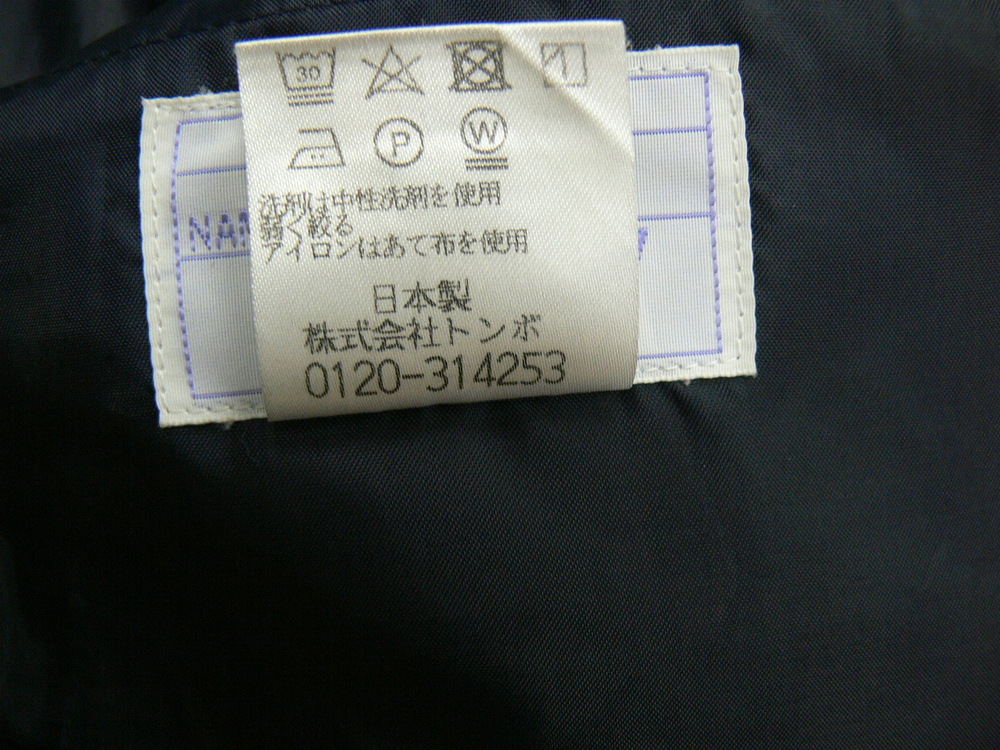 30
P W
洗剤は中性洗剤を使用
弱く絞る
アイロンはあて布を使用
日本製
株式会社トンボ
0120-314253